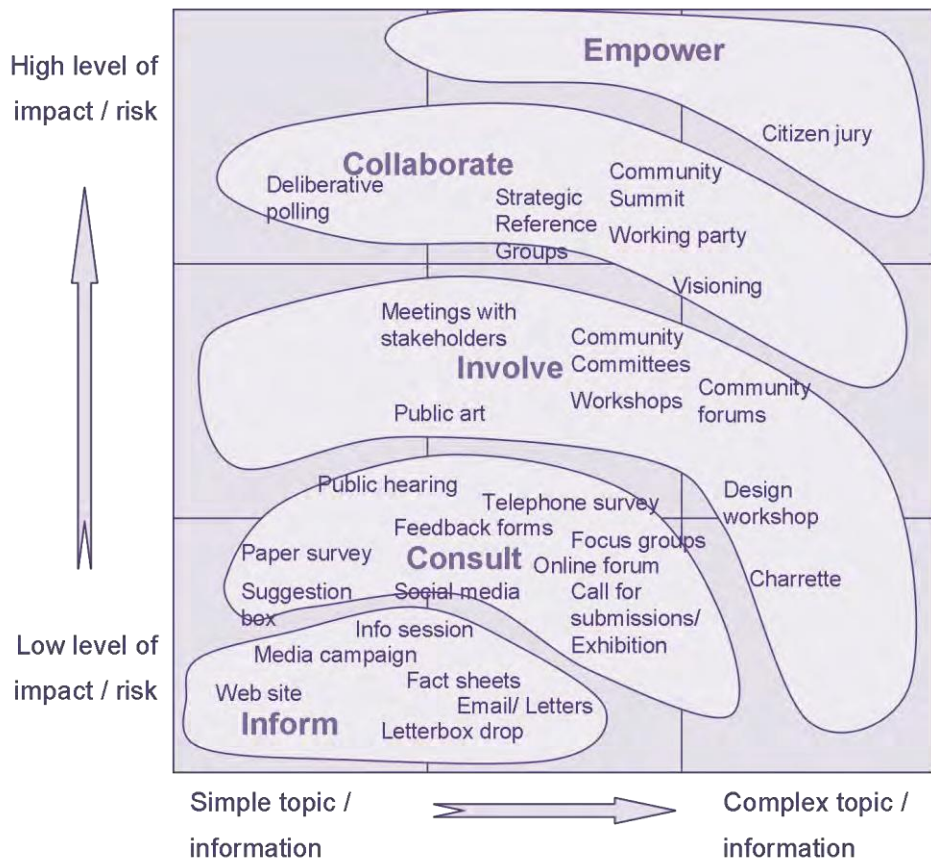 High level of
impact / risk
Empower
Citizen jury
Collaborate
Deliberative
polling
Strategic
Reference
Groups
Community
Summit
Working party
Visioning
Meetings with
stakeholders
Involve
Community
Committees
Workshops
Community
forums
Public art
Design
workshop
Charrette
Public hearing
Telephone survey
Feedback forms
Paper survey
Consult
Focus groups
Online forum
Suggestion
box
Social media
Call for
submissions/
Exhibition
Low level of
impact / risk
Info session
Media campaign
Fact sheets
Web site
Email/ Letters
Inform
Letterbox drop
Simple topic /
information
Complex topic /
information